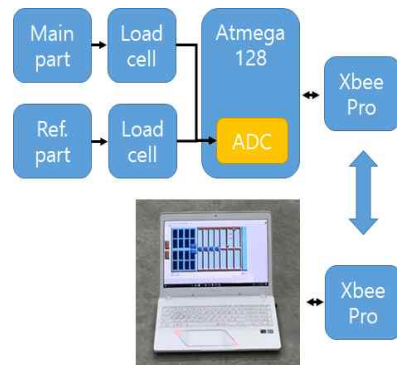 Main
part
Load
cell
Atmega
128
Ref.
part
Load
cell
ADC
Xbee
Pro
Xbee
Pro